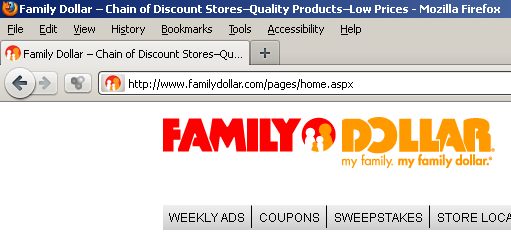 Family Dollar – Chain of Discount Stores–Quality Products–Low Prices - Mozilla Firefox
File Edit View History Bookmarks Tools Accessibility Help
Family Dollar – Chain of Discount Stores–Qu...
http://www.familydollar.com/pages/home.aspx
FAMILY DOLLAR
my family. my family dollar.®
WEEKLY ADS COUPONS SWEEPSTAKES STORE LOCA